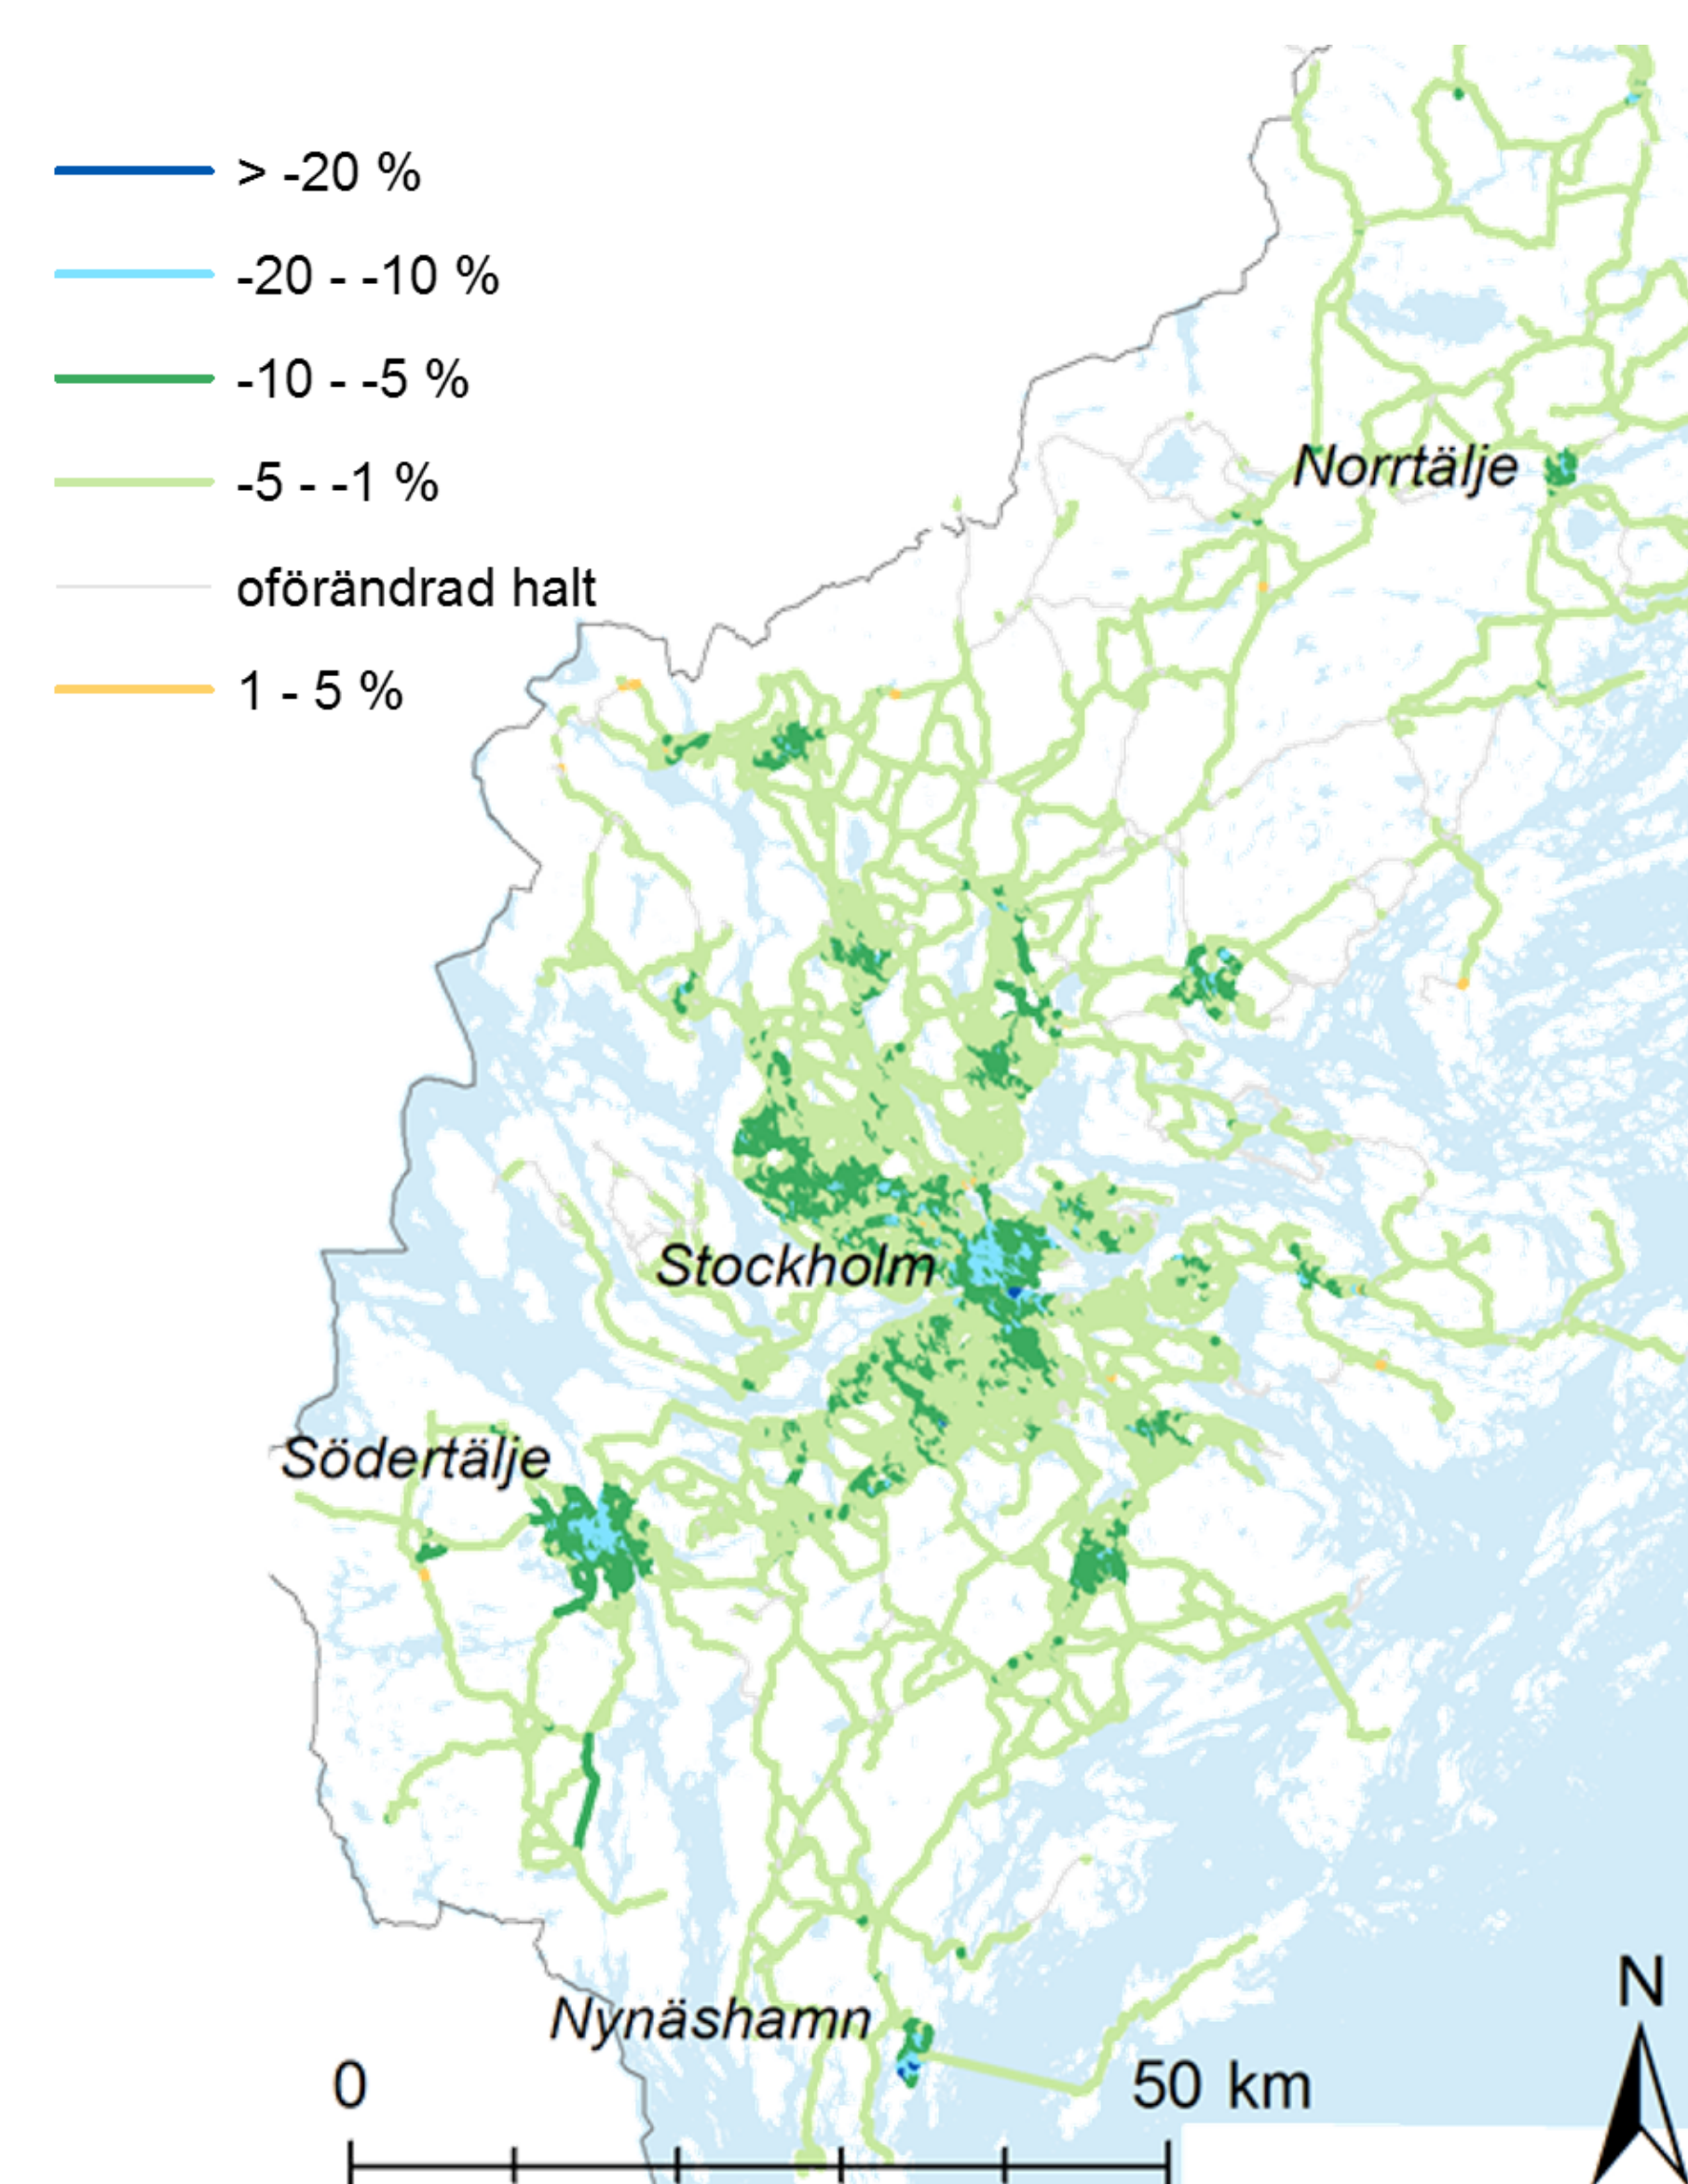 > -20 %
-20 - -10 %
-10 - -5 %
-5 - -1 %
oförändrad halt
1 - 5 %
Norrtälje
Stockholm
Södertälje
Nynäshamn
N
0 50 km